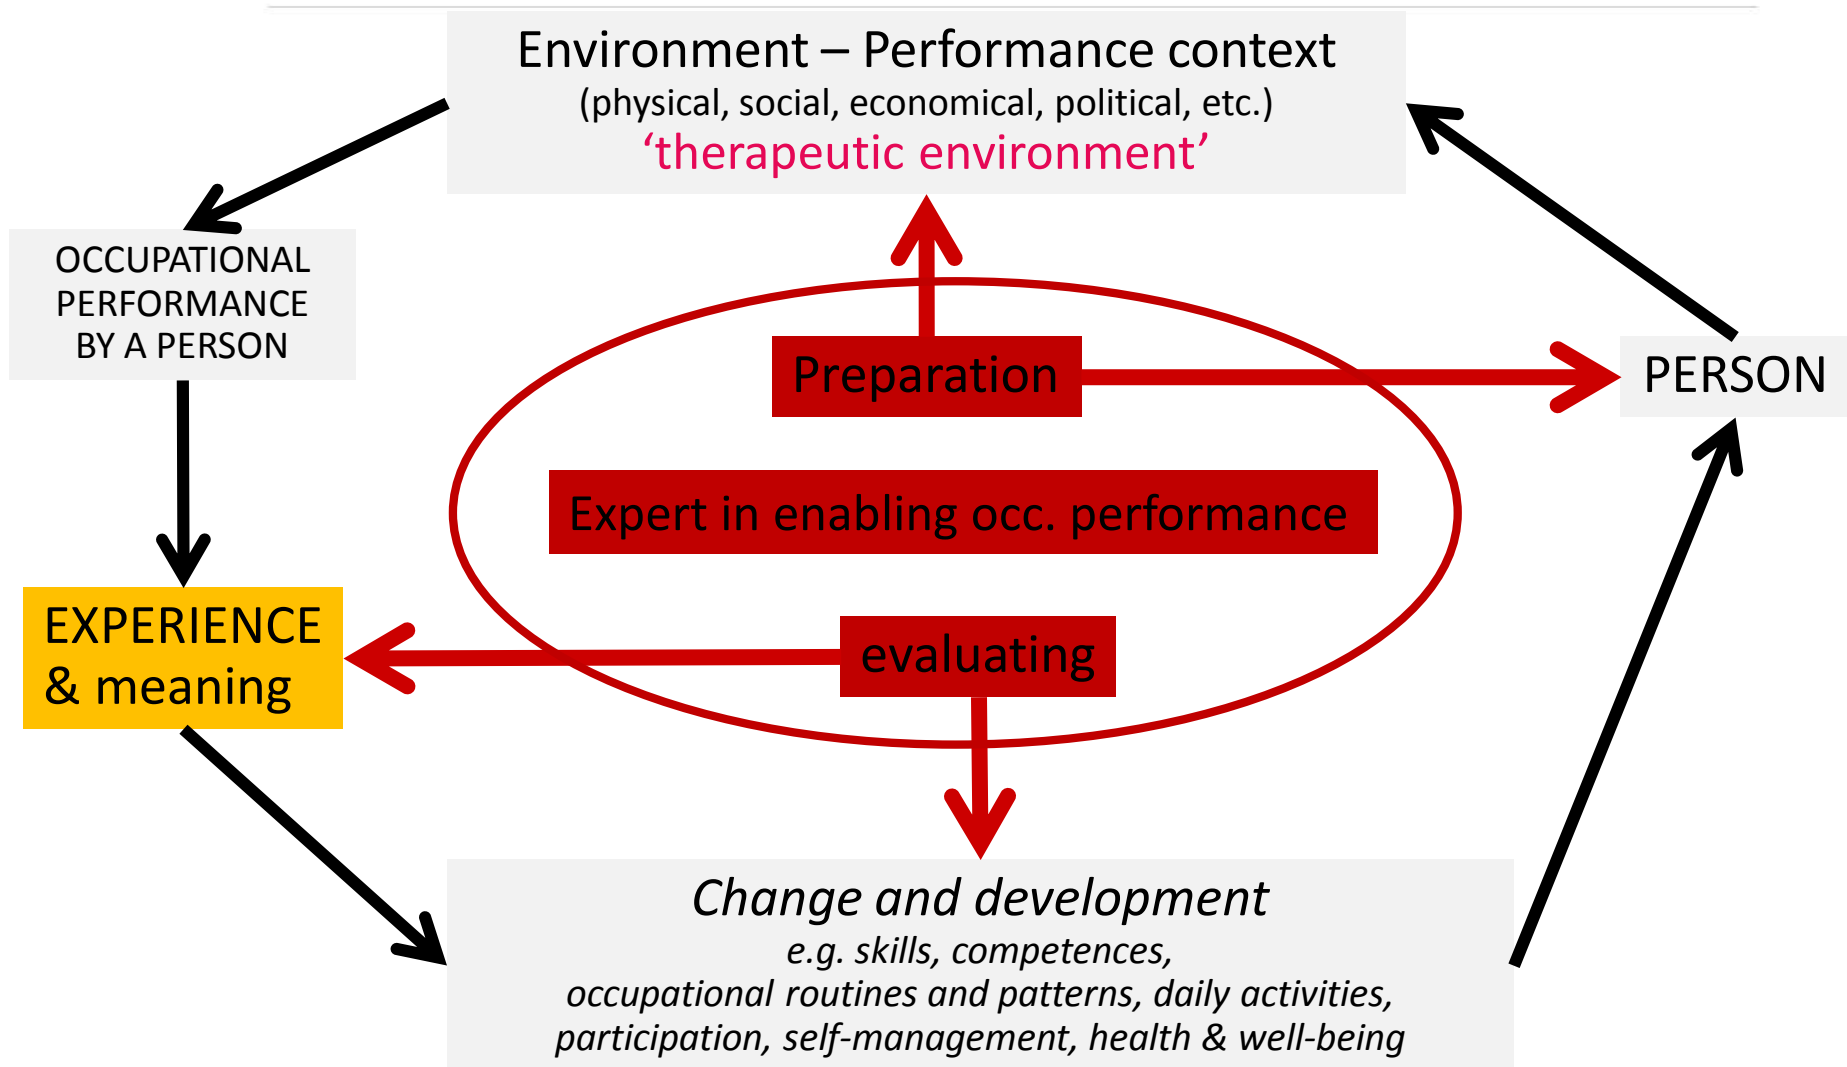 Environment – Performance context
(physical, social, economical, political, etc.)
‘therapeutic environment’
OCCUPATIONAL
PERFORMANCE
BY A PERSON
Preparation
PERSON
Expert in enabling occ. performance
EXPERIENCE
& meaning
evaluating
Change and development
e.g. skills, competences,
occupational routines and patterns, daily activities,
participation, self-management, health & well-being